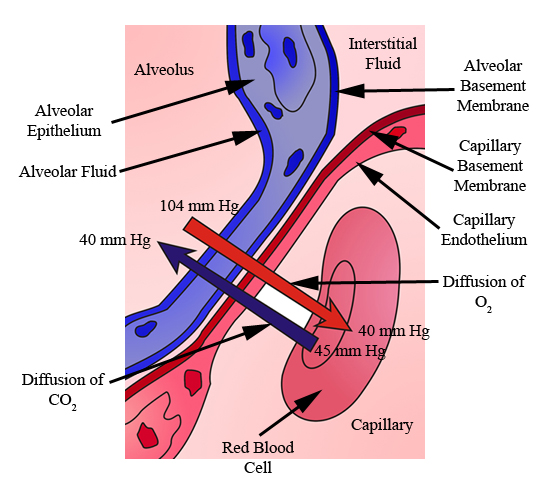 Alveolus
Interstitial
Fluid
Alveolar
Basement
Membrane
Alveolar
Epithelium
Alveolar Fluid
Capillary
Basement
Membrane
104 mm Hg
40 mm Hg
Capillary
Endothelium
Diffusion of
O₂
40 mm Hg
45 mm Hg
Diffusion of
CO₂
Capillary
Red Blood
Cell